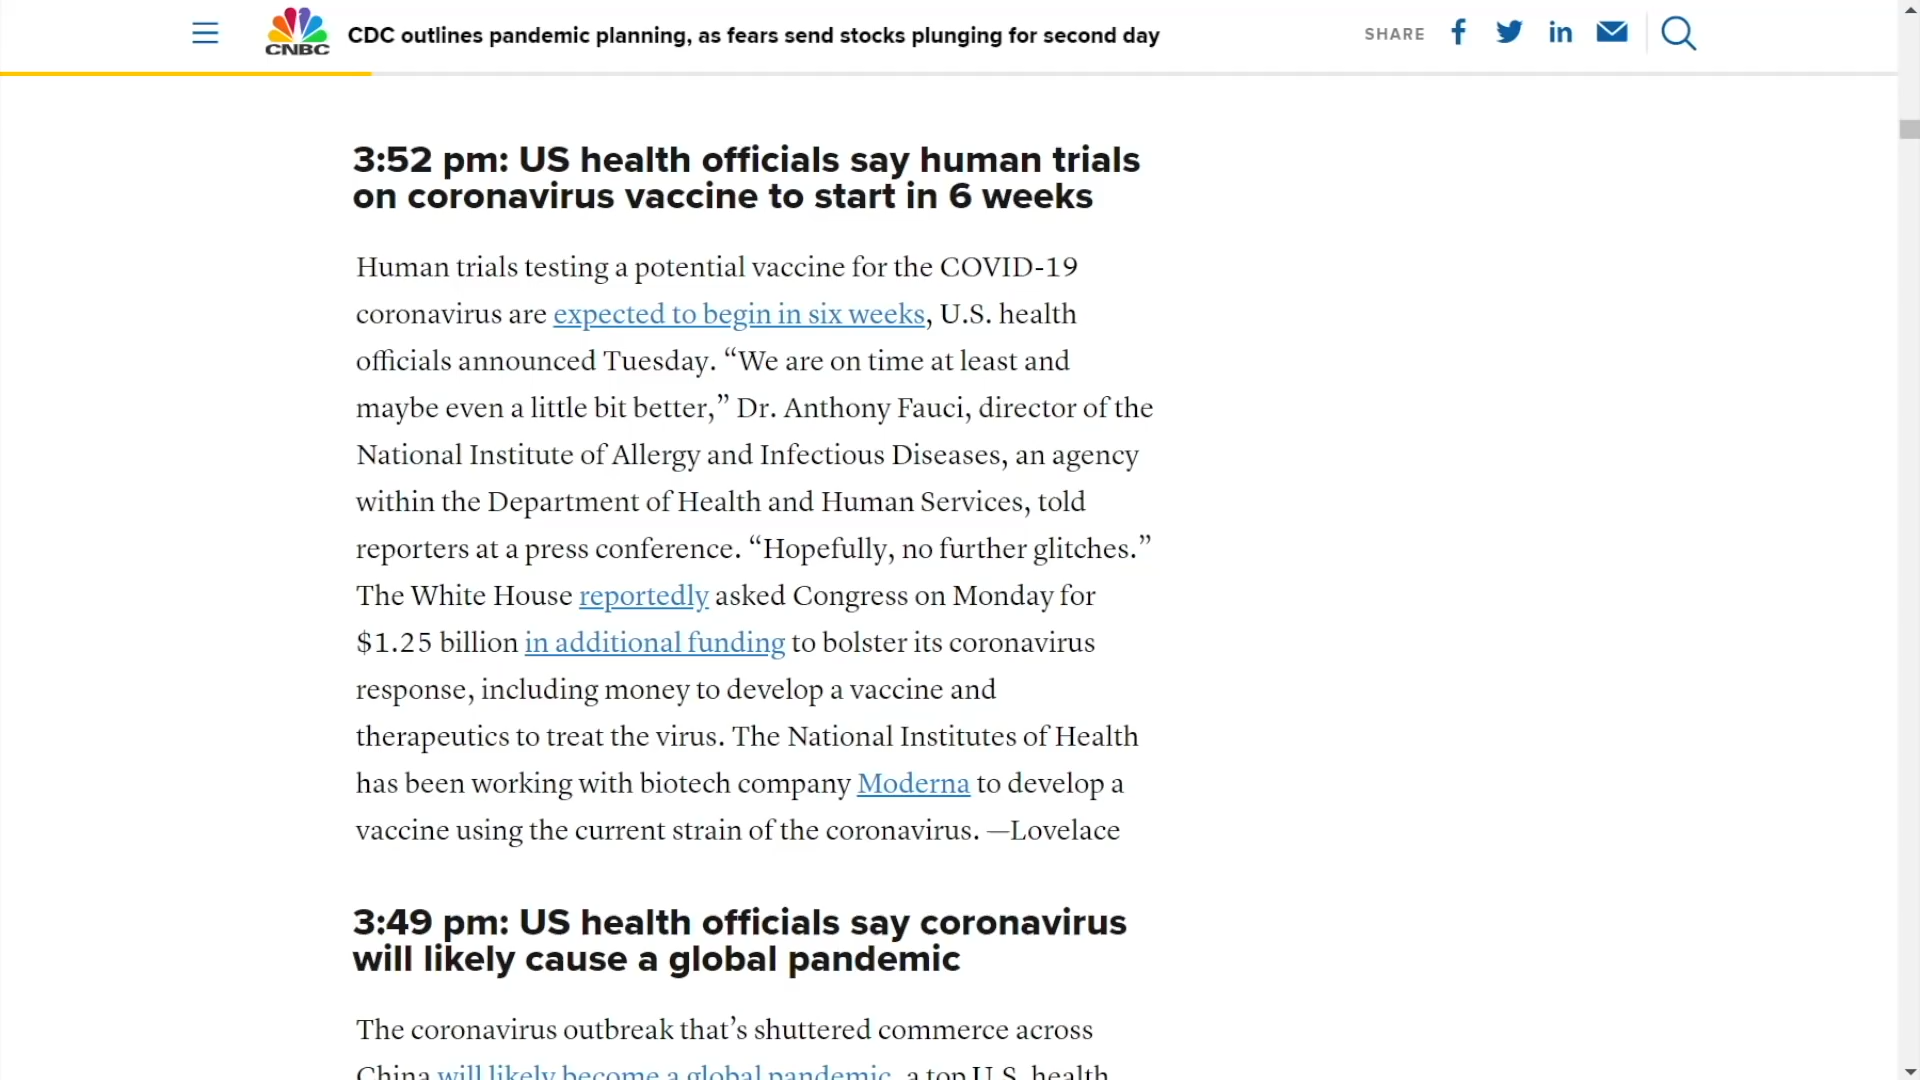 CNBC
CDC outlines pandemic planning, as fears send stocks plunging for second day
SHARE
3:52 pm: US health officials say human trials
on coronavirus vaccine to start in 6 weeks
Human trials testing a potential vaccine for the COVID-19
coronavirus are expected to begin in six weeks, U.S. health
officials announced Tuesday. “We are on time at least and
maybe even a little bit better,” Dr. Anthony Fauci, director of the
National Institute of Allergy and Infectious Diseases, an agency
within the Department of Health and Human Services, told
reporters at a press conference. “Hopefully, no further glitches.”
The White House reportedly asked Congress on Monday for
$1.25 billion in additional funding to bolster its coronavirus
response, including money to develop a vaccine and
therapeutics to treat the virus. The National Institutes of Health
has been working with biotech company Moderna to develop a
vaccine using the current strain of the coronavirus. —Lovelace
3:49 pm: US health officials say coronavirus
will likely cause a global pandemic
The coronavirus outbreak that’s shuttered commerce across
China will likely become a global pandemic, a top U.S. health